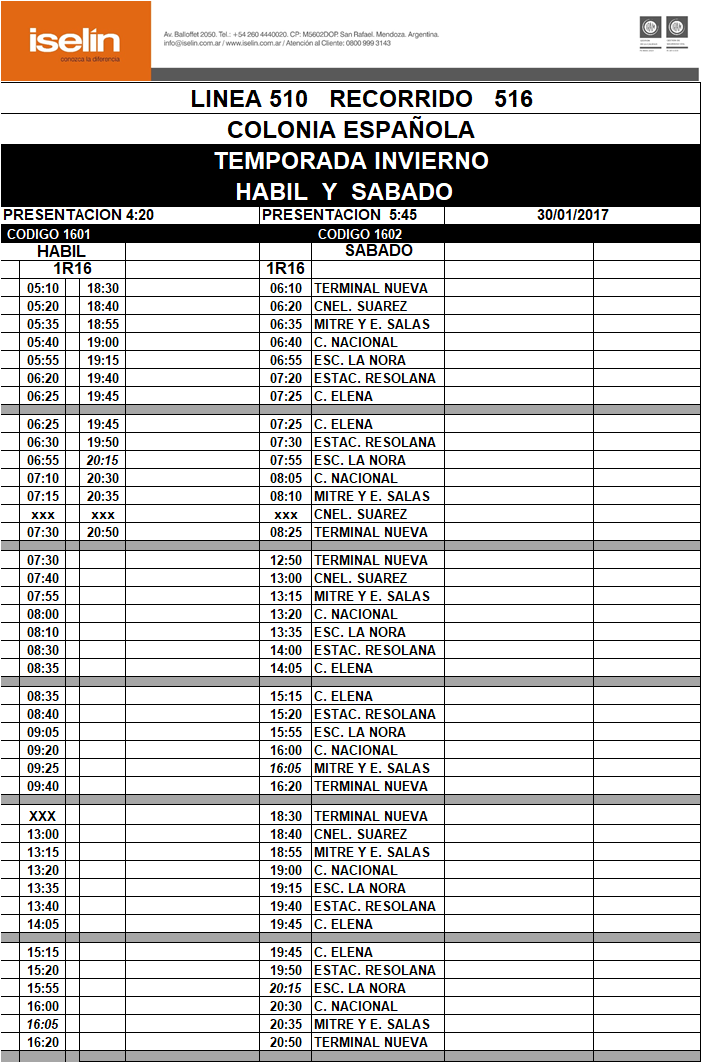 iselín
conozca la diferencia
Av. Balloffet 2050. Tel.: +54 260 4440020. CP: M5602DOP. San Rafael. Mendoza. Argentina.
info@iselin.com.ar / www.iselin.com.ar / Atención al Cliente: 0800 999 3143
LINEA 510 RECORRIDO 516
COLONIA ESPAÑOLA
TEMPORADA INVIERNO
HABIL Y SABADO
PRESENTACION 4:20 PRESENTACION 5:45 30/01/2017
CODIGO 1601 CODIGO 1602
HABIL SABADO
1R16 1R16
05:10 18:30 06:10 TERMINAL NUEVA
05:20 18:40 06:20 CNEL. SUAREZ
05:35 18:55 06:35 MITRE Y E. SALAS
05:40 19:00 06:40 C. NACIONAL
05:55 19:15 06:55 ESC. LA NORA
06:20 19:40 07:20 ESTAC. RESOLANA
06:25 19:45 07:25 C. ELENA
06:25 19:45 07:25 C. ELENA
06:30 19:50 07:30 ESTAC. RESOLANA
06:55 20:15 07:55 ESC. LA NORA
07:10 20:30 08:05 C. NACIONAL
07:15 20:35 08:10 MITRE Y E. SALAS
xxx xxx xxx CNEL. SUAREZ
07:30 20:50 08:25 TERMINAL NUEVA
07:30 12:50 TERMINAL NUEVA
07:40 13:00 CNEL. SUAREZ
07:55 13:15 MITRE Y E. SALAS
08:00 13:20 C. NACIONAL
08:10 13:35 ESC. LA NORA
08:30 14:00 ESTAC. RESOLANA
08:35 14:05 C. ELENA
08:35 15:15 C. ELENA
08:40 15:20 ESTAC. RESOLANA
09:05 15:55 ESC. LA NORA
09:20 16:00 C. NACIONAL
09:25 16:05 MITRE Y E. SALAS
09:40 16:20 TERMINAL NUEVA
XXX 18:30 TERMINAL NUEVA
13:00 18:40 CNEL. SUAREZ
13:15 18:55 MITRE Y E. SALAS
13:20 19:00 C. NACIONAL
13:35 19:15 ESC. LA NORA
13:40 19:40 ESTAC. RESOLANA
14:05 19:45 C. ELENA
15:15 19:45 C. ELENA
15:20 19:50 ESTAC. RESOLANA
15:55 20:15 ESC. LA NORA
16:00 20:30 C. NACIONAL
16:05 20:35 MITRE Y E. SALAS
16:20 20:50 TERMINAL NUEVA